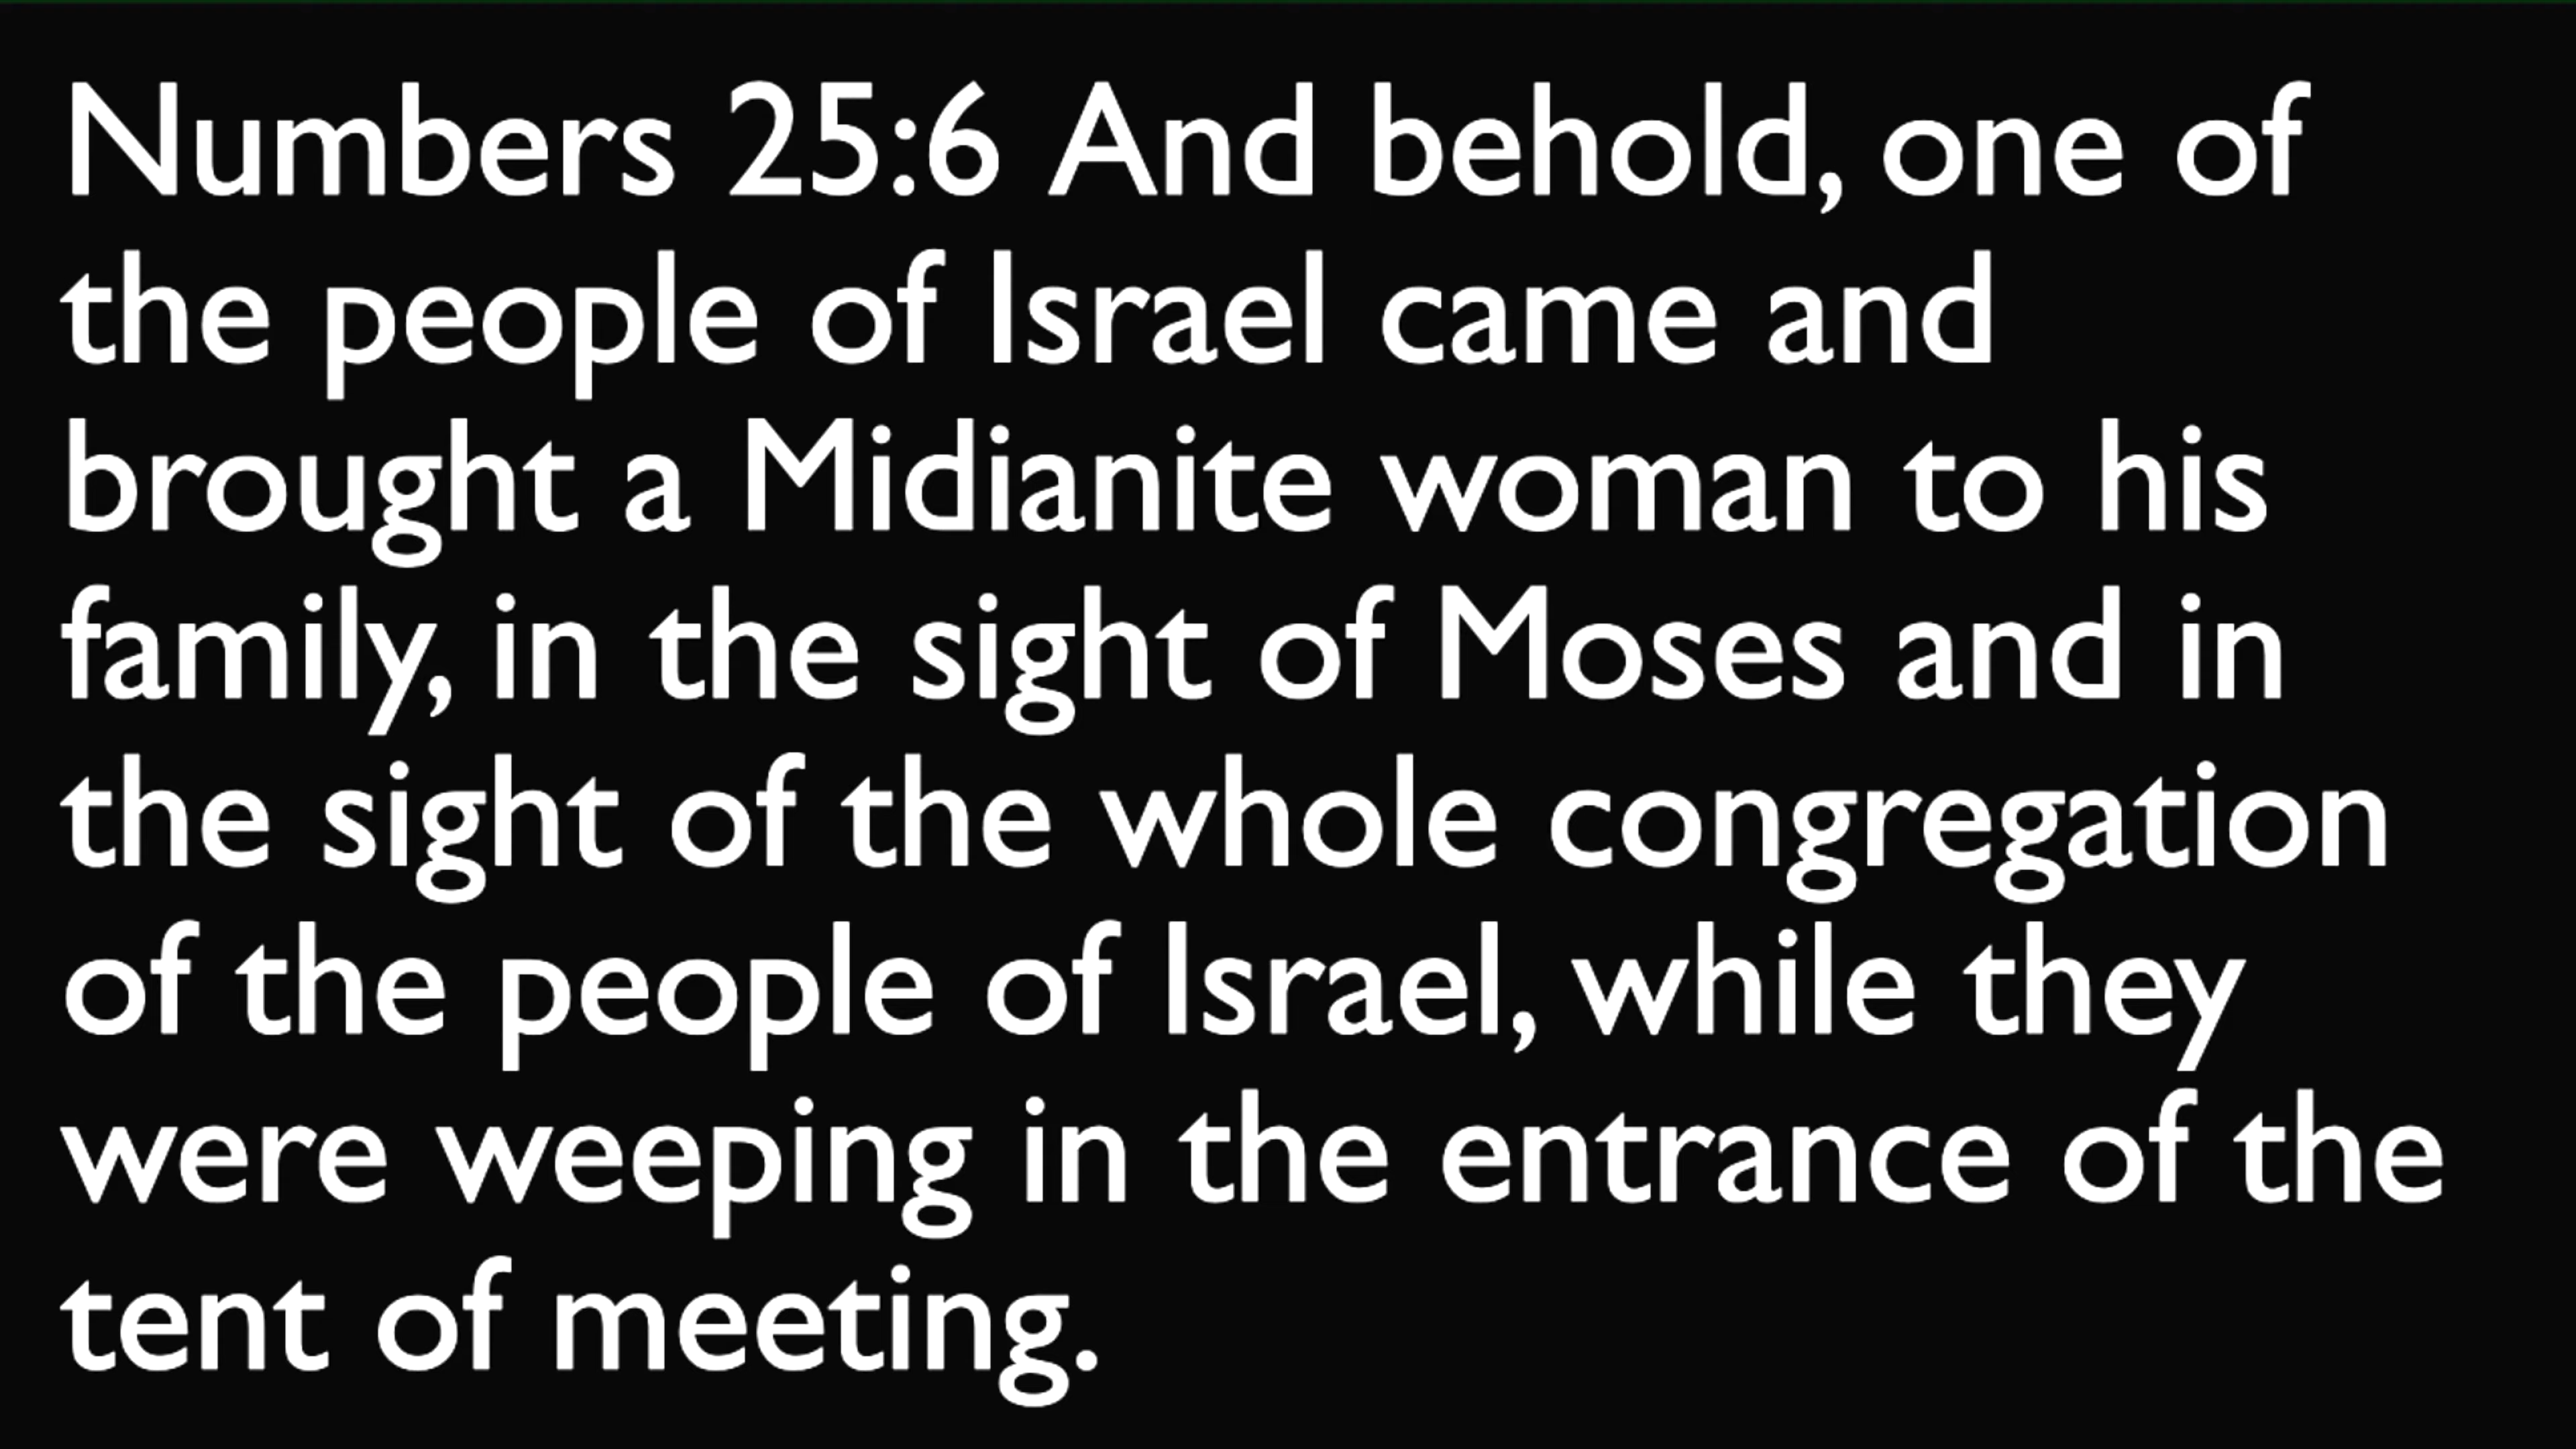 Numbers 25:6 And behold, one of
the people of Israel came and
brought a Midianite woman to his
family, in the sight of Moses and in
the sight of the whole congregation
of the people of Israel, while they
were weeping in the entrance of the
tent of meeting.